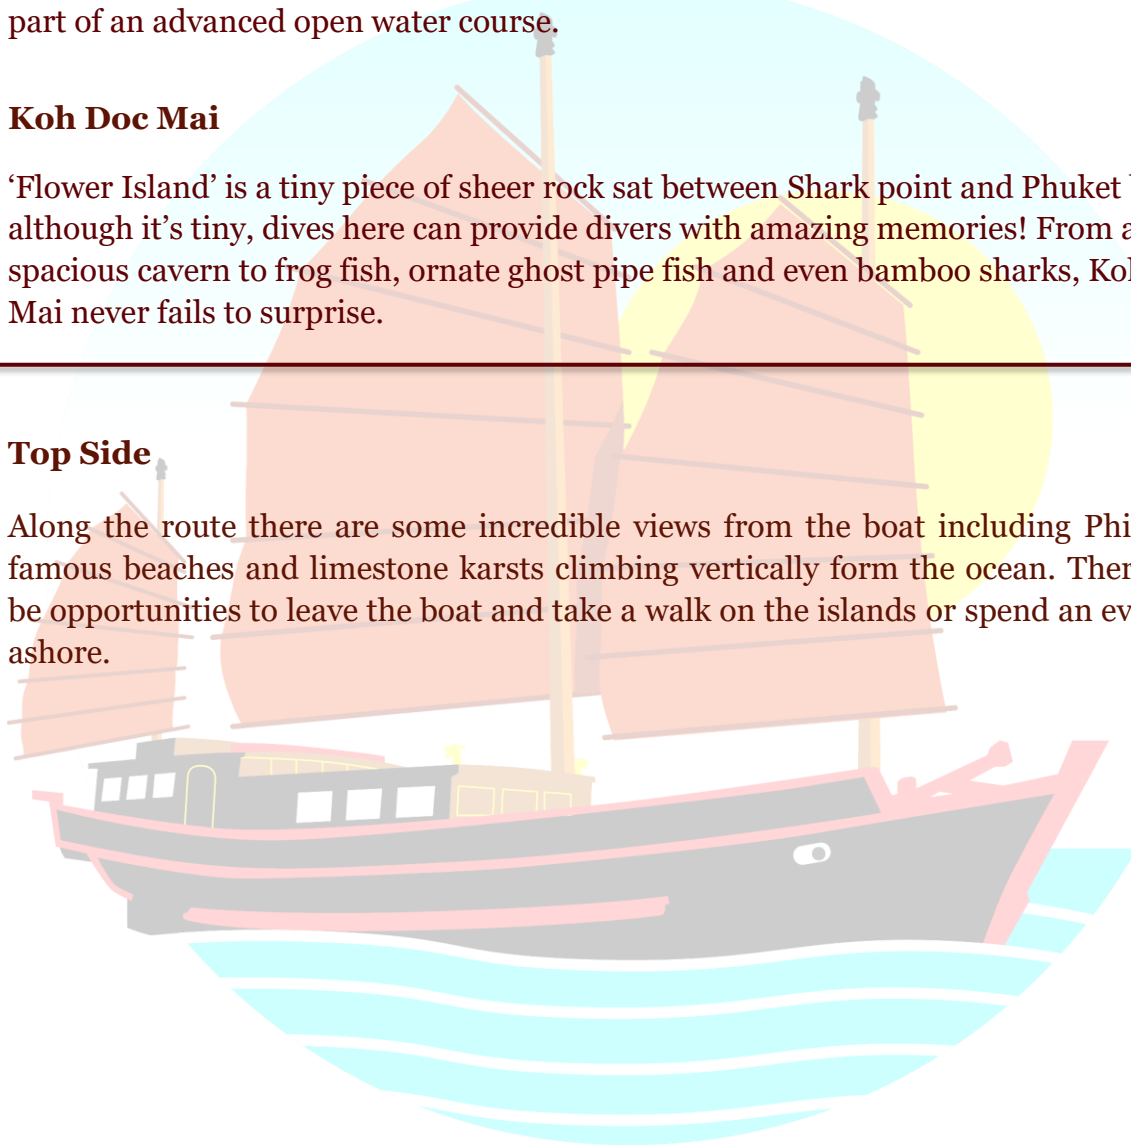 part of an advanced open water course.
Koh Doc Mai
‘Flower Island’ is a tiny piece of sheer rock sat between Shark point and Phuket
although it’s tiny, dives here can provide divers with amazing memories! From a
spacious cavern to frog fish, ornate ghost pipe fish and even bamboo sharks,
Mai never fails to surprise.
Top Side
Along the route there are some incredible views from the boat including
famous beaches and limestone karsts climbing vertically form the ocean.
be opportunities to leave the boat and take a walk on the islands or spend an
ashore.